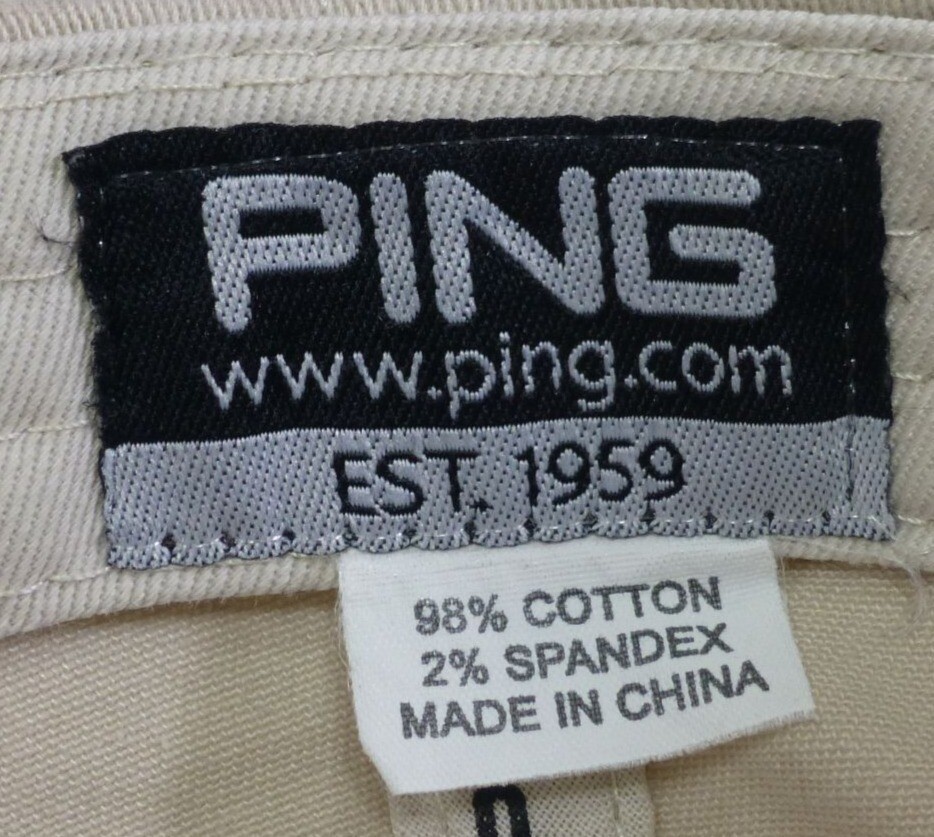 PING
www.ping.com
EST. 1959
98% COTTON
2% SPANDEX
MADE IN CHINA